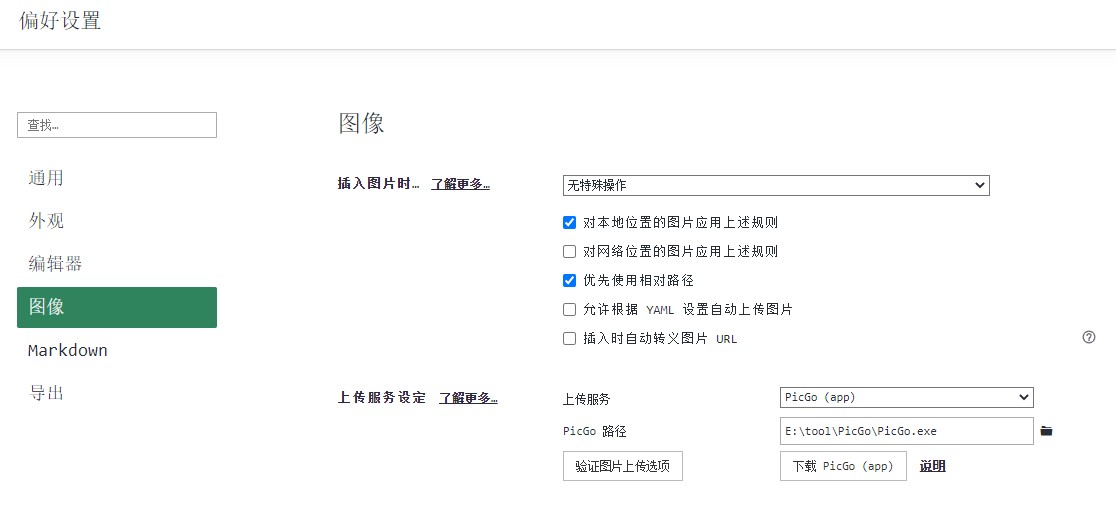 偏好设置
查找…
通用
外观
编辑器
图像
Markdown
导出
图像
插入图片时… 了解更多… 无特殊操作
对本地位置的图片应用上述规则
对网络位置的图片应用上述规则
优先使用相对路径
允许根据 YAML 设置自动上传图片
插入时自动转义图片 URL
上传服务设定 了解更多… 上传服务 PicGo (app)
PicGo 路径 E:\tool\PicGo\PicGo.exe
验证图片上传选项 下载 PicGo (app) 说明